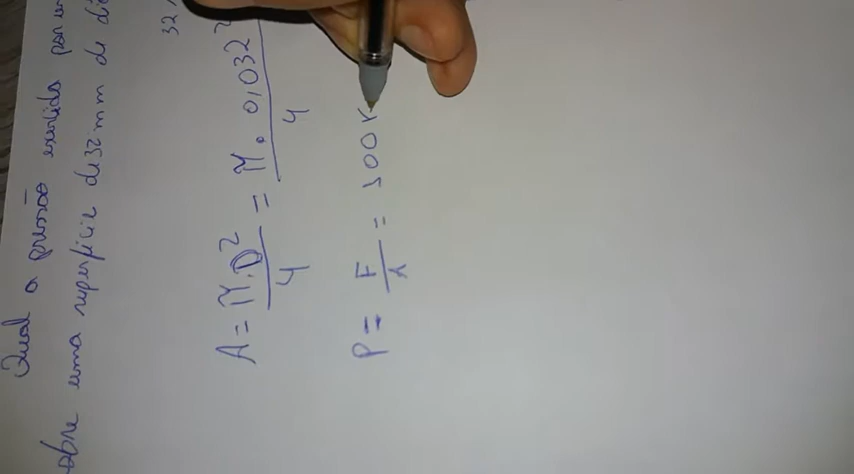 Qual a pressão exercida por um
sobre uma superfície de 32 mm de di
32,
A = π.D²/4 = π.0,032²/4
P = F/A = 100 K